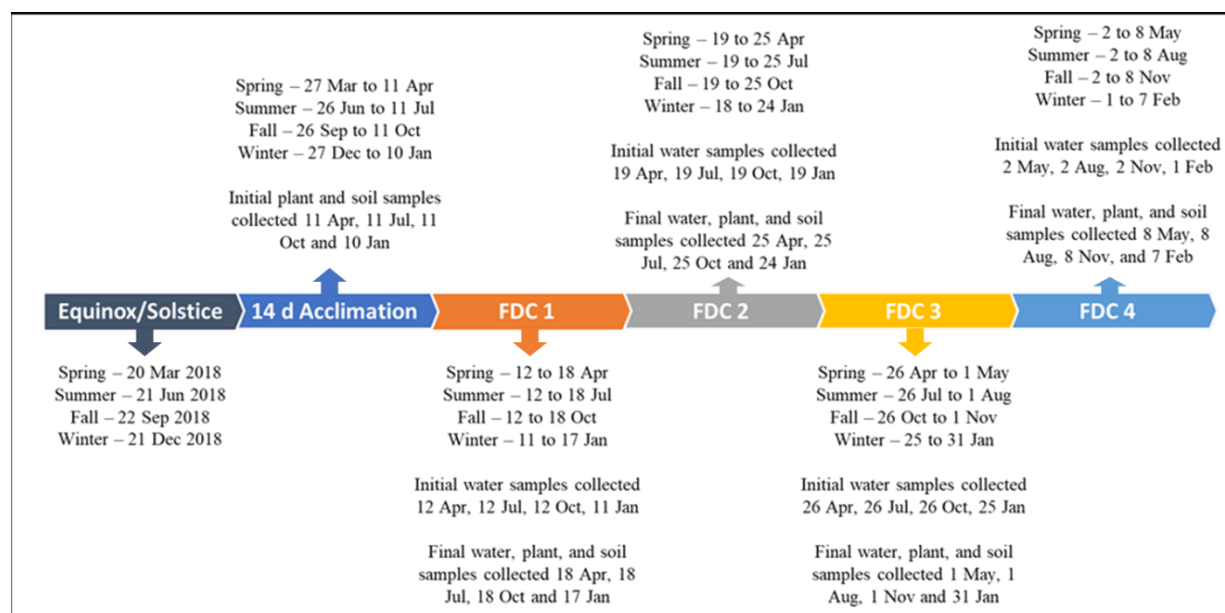 Spring – 27 Mar to 11 Apr
Summer – 26 Jun to 11 Jul
Fall – 26 Sep to 11 Oct
Winter – 27 Dec to 10 Jan
Initial plant and soil samples
collected 11 Apr, 11 Jul, 11
Oct and 10 Jan
Spring – 19 to 25 Apr
Summer – 19 to 25 Jul
Fall – 19 to 25 Oct
Winter – 18 to 24 Jan
Initial water samples collected
19 Apr, 19 Jul, 19 Oct, 19 Jan
Final water, plant, and soil
samples collected 25 Apr, 25
Jul, 25 Oct and 24 Jan
Spring – 2 to 8 May
Summer – 2 to 8 Aug
Fall – 2 to 8 Nov
Winter – 1 to 7 Feb
Initial water samples collected
2 May, 2 Aug, 2 Nov, 1 Feb
Final water, plant, and soil
samples collected 8 May, 8
Aug, 8 Nov, and 7 Feb
Equinox/Solstice
14 d Acclimation
FDC 1
FDC 2
FDC 3
FDC 4
Spring – 20 Mar 2018
Summer – 21 Jun 2018
Fall – 22 Sep 2018
Winter – 21 Dec 2018
Spring – 12 to 18 Apr
Summer – 12 to 18 Jul
Fall – 12 to 18 Oct
Winter – 11 to 17 Jan
Initial water samples collected
12 Apr, 12 Jul, 12 Oct, 11 Jan
Final water, plant, and soil
samples collected 18 Apr, 18
Jul, 18 Oct and 17 Jan
Spring – 26 Apr to 1 May
Summer – 26 Jul to 1 Aug
Fall – 26 Oct to 1 Nov
Winter – 25 to 31 Jan
Initial water samples collected
26 Apr, 26 Jul, 26 Oct, 25 Jan
Final water, plant, and soil
samples collected 1 May, 1
Aug, 1 Nov and 31 Jan